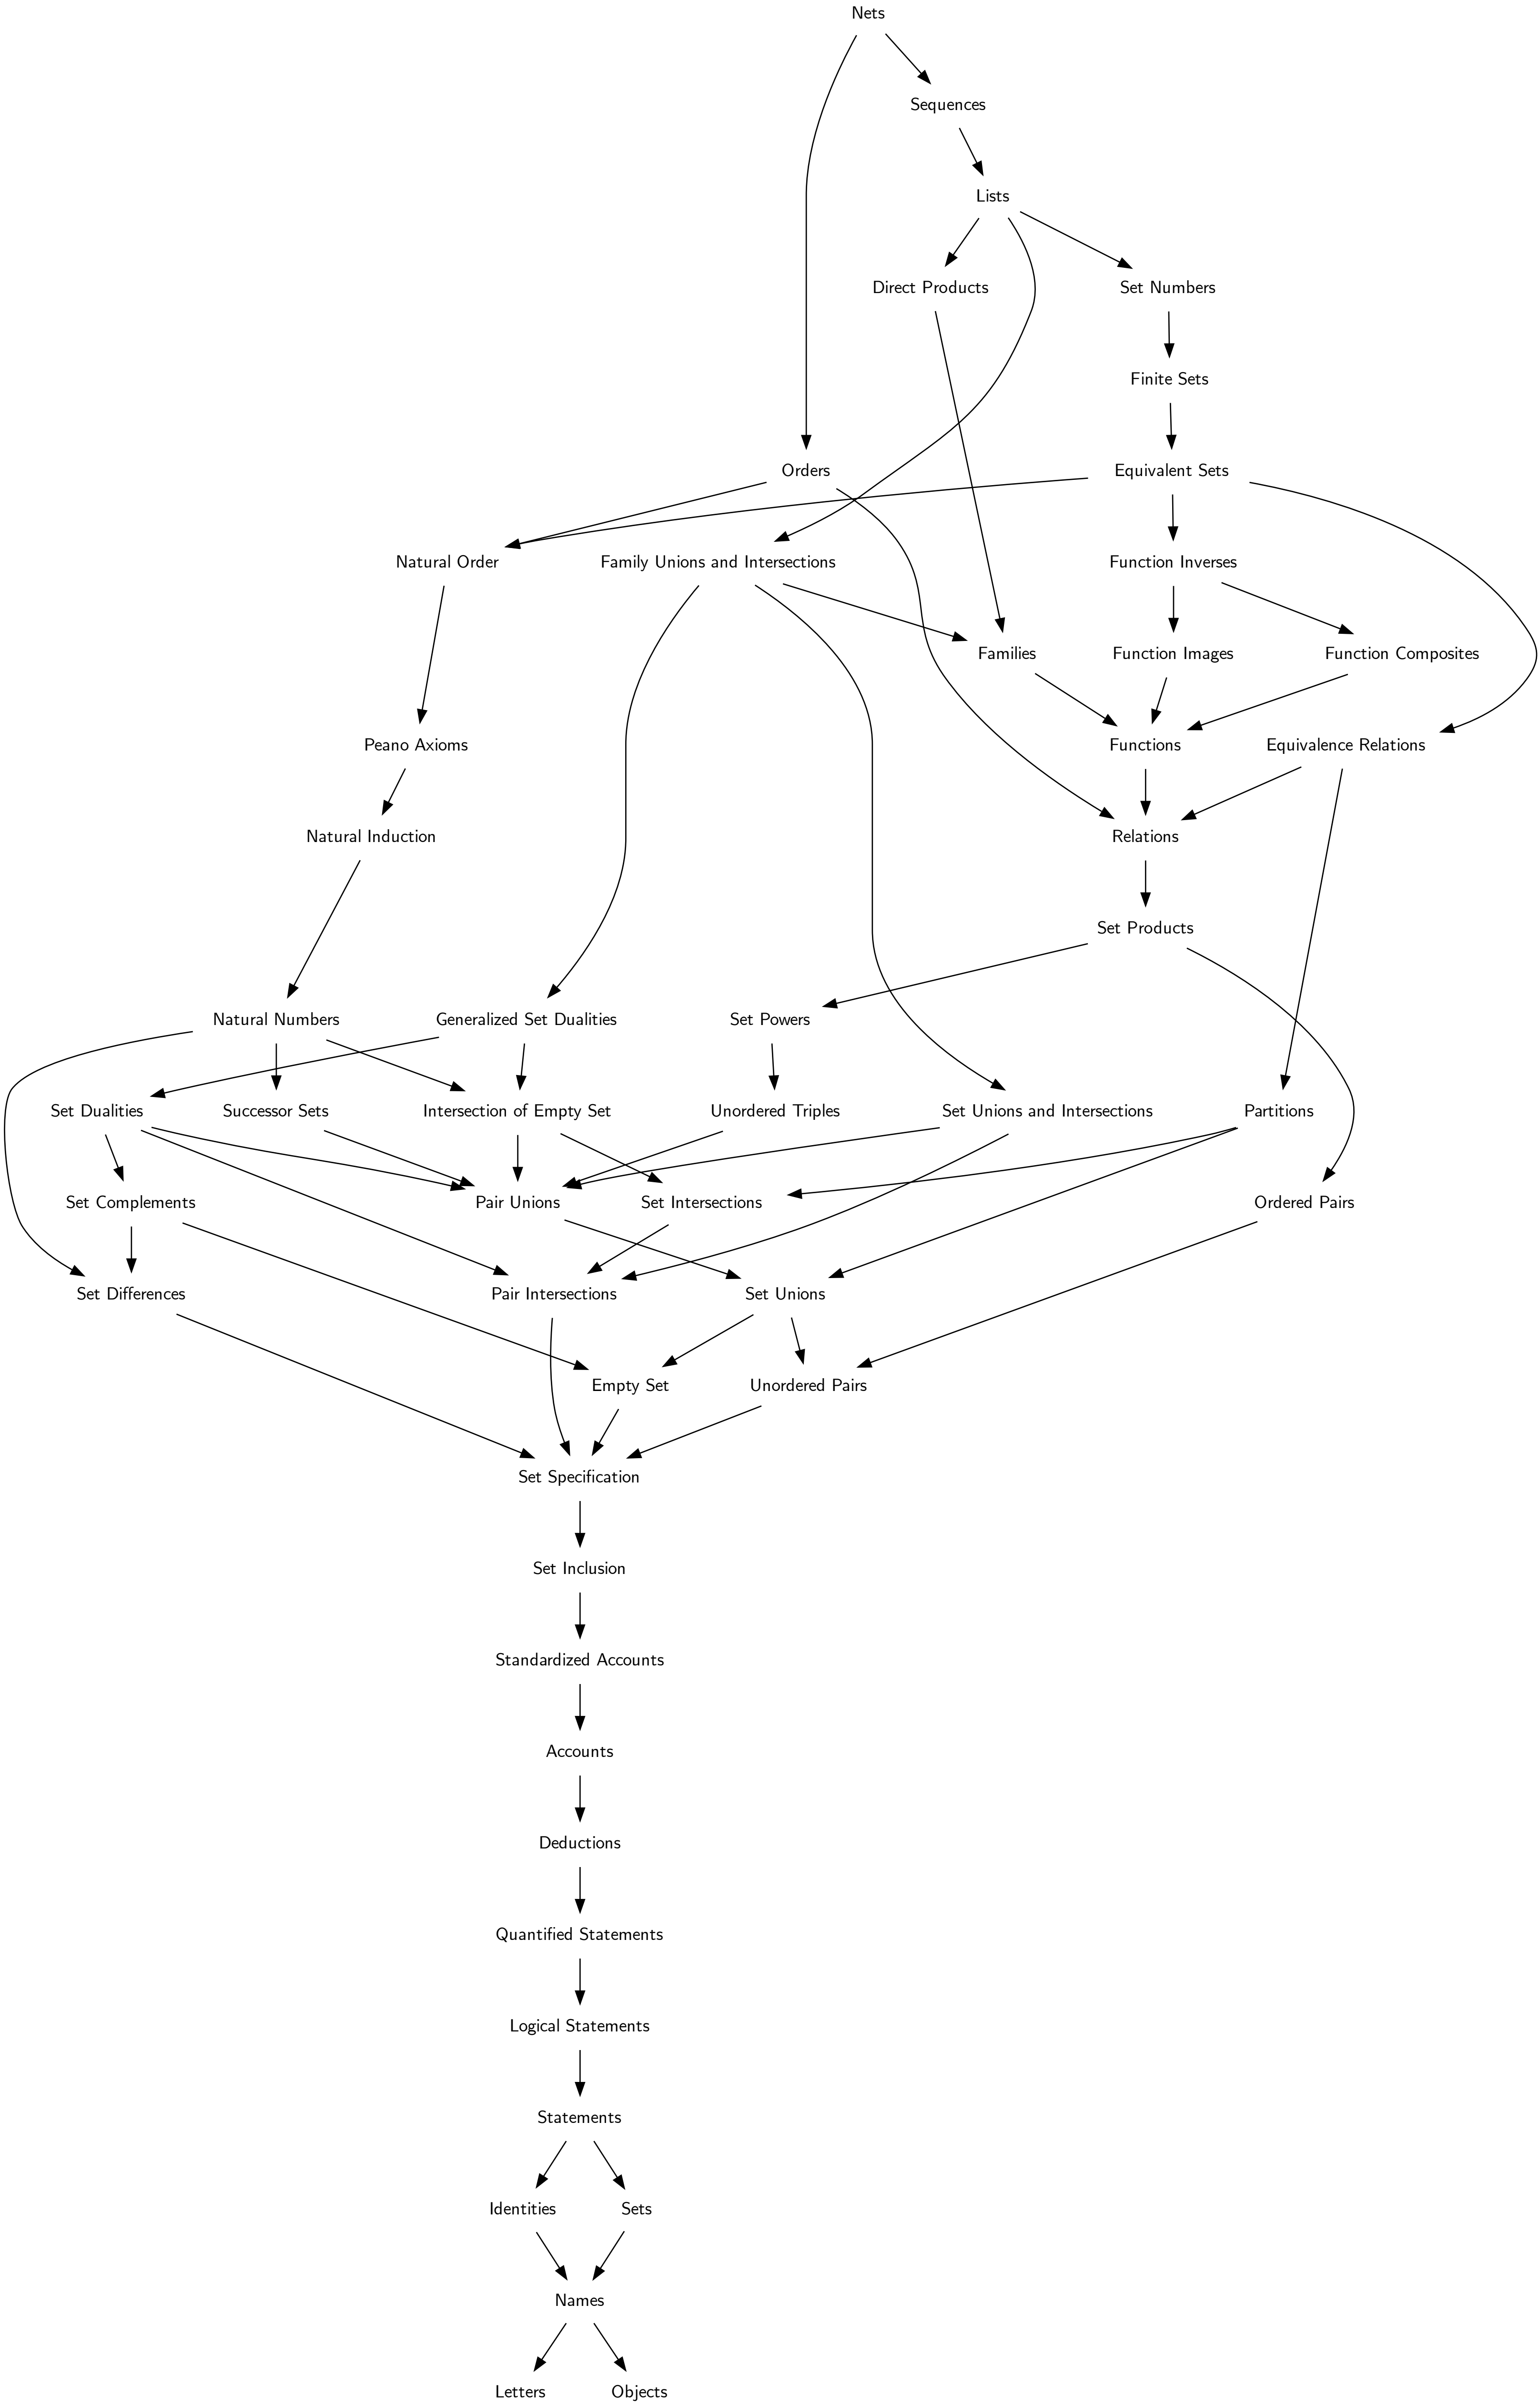 Nets
Sequences
Lists
Direct Products
Set Numbers
Finite Sets
Orders
Equivalent Sets
Natural Order
Family Unions and Intersections
Function Inverses
Families
Function Images
Function Composites
Peano Axioms
Functions
Equivalence Relations
Natural Induction
Relations
Set Products
Natural Numbers
Generalized Set Dualities
Set Powers
Set Dualities
Successor Sets
Intersection of Empty Set
Unordered Triples
Set Unions and Intersections
Partitions
Set Complements
Pair Unions
Set Intersections
Ordered Pairs
Set Differences
Pair Intersections
Set Unions
Empty Set
Unordered Pairs
Set Specification
Set Inclusion
Standardized Accounts
Accounts
Deductions
Quantified Statements
Logical Statements
Statements
Identities
Sets
Names
Letters
Objects